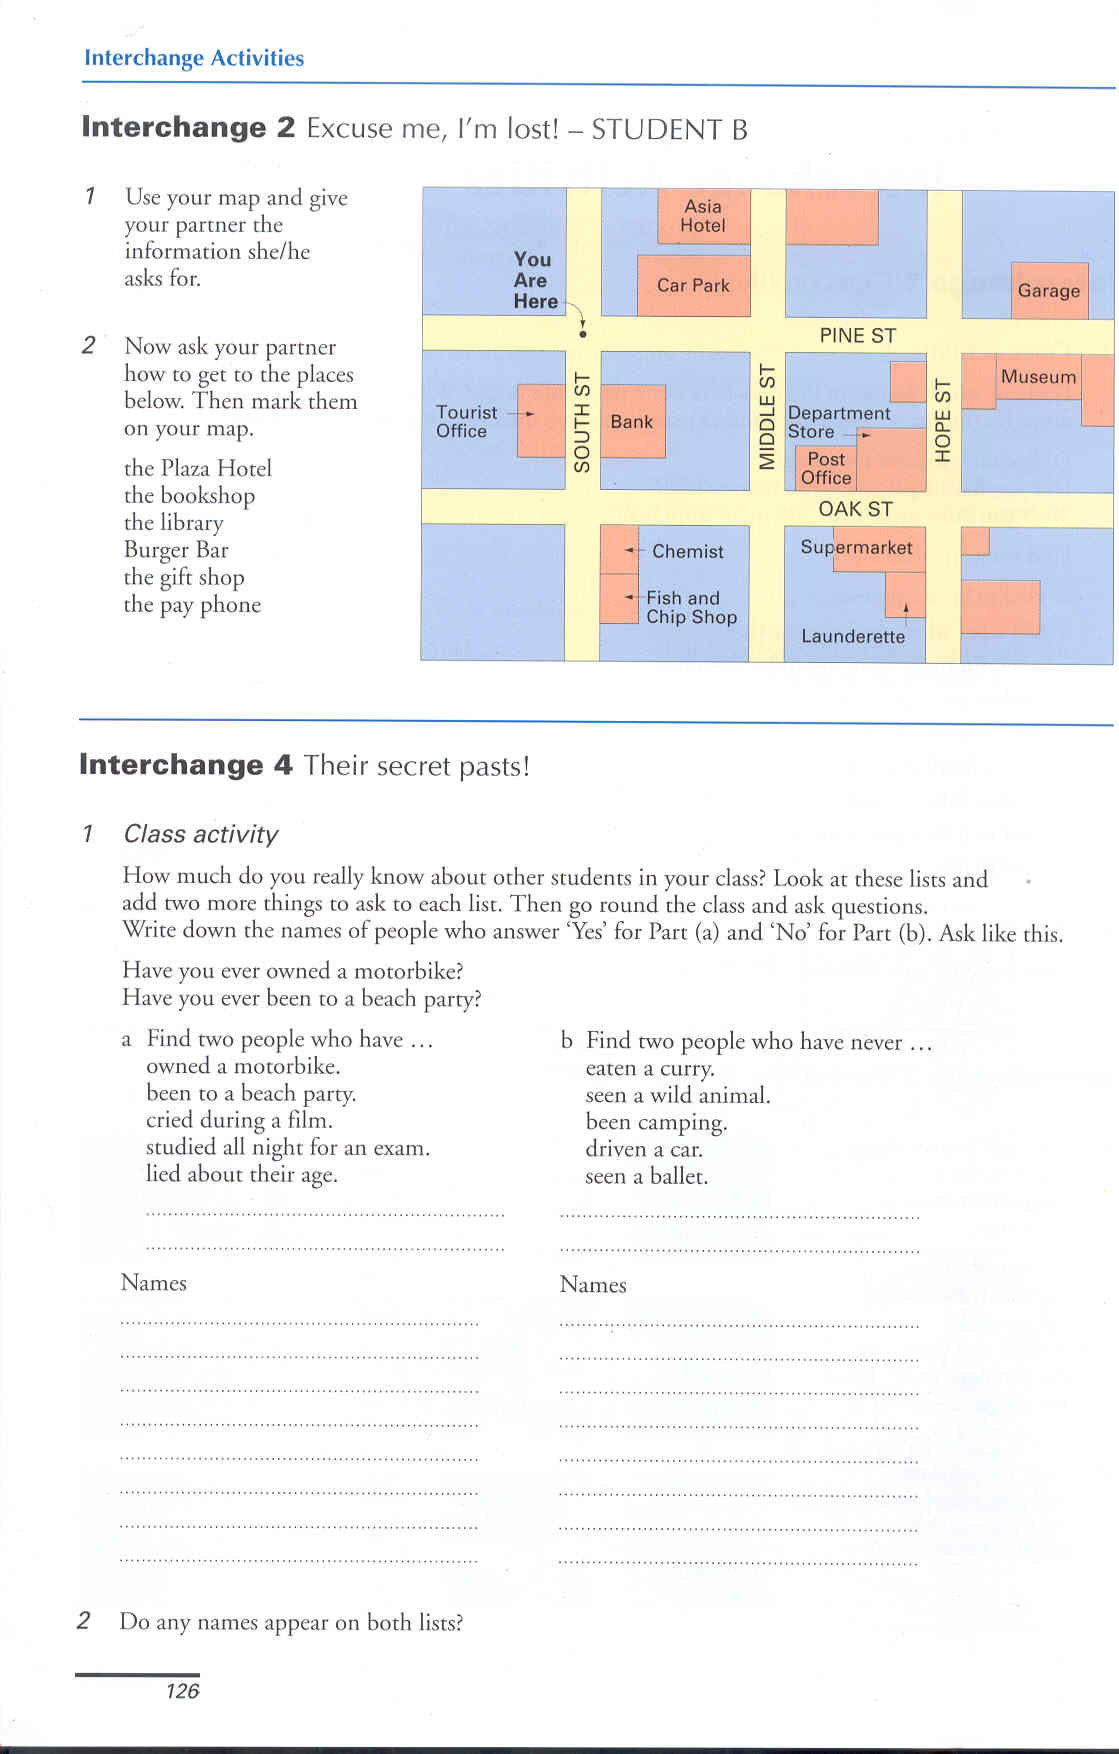 Interchange Activities
Interchange 2 Excuse me, I'm lost! – STUDENT B
1 Use your map and give
your partner the
information she/he
asks for.
2 Now ask your partner
how to get to the places
below. Then mark them
on your map.
the Plaza Hotel
the bookshop
the library
Burger Bar
the gift shop
the pay phone
Asia
Hotel
You
Are
Here
Car Park
Garage
PINE ST
Tourist
Office
SOUTH ST
Bank
MIDDLE ST
Department
Store
Post
Office
HOPE ST
Museum
OAK ST
Chemist
Fish and
Chip Shop
Supermarket
Launderette
Interchange 4 Their secret pasts!
1 Class activity
How much do you really know about other students in your class? Look at these lists and
add two more things to ask to each list. Then go round the class and ask questions.
Write down the names of people who answer ‘Yes’ for Part (a) and ‘No’ for Part (b). Ask like this.
Have you ever owned a motorbike?
Have you ever been to a beach party?
a Find two people who have ...
owned a motorbike.
been to a beach party.
cried during a film.
studied all night for an exam.
lied about their age.
Names
b Find two people who have never ...
eaten a curry.
seen a wild animal.
been camping.
driven a car.
seen a ballet.
Names
2 Do any names appear on both lists?
126